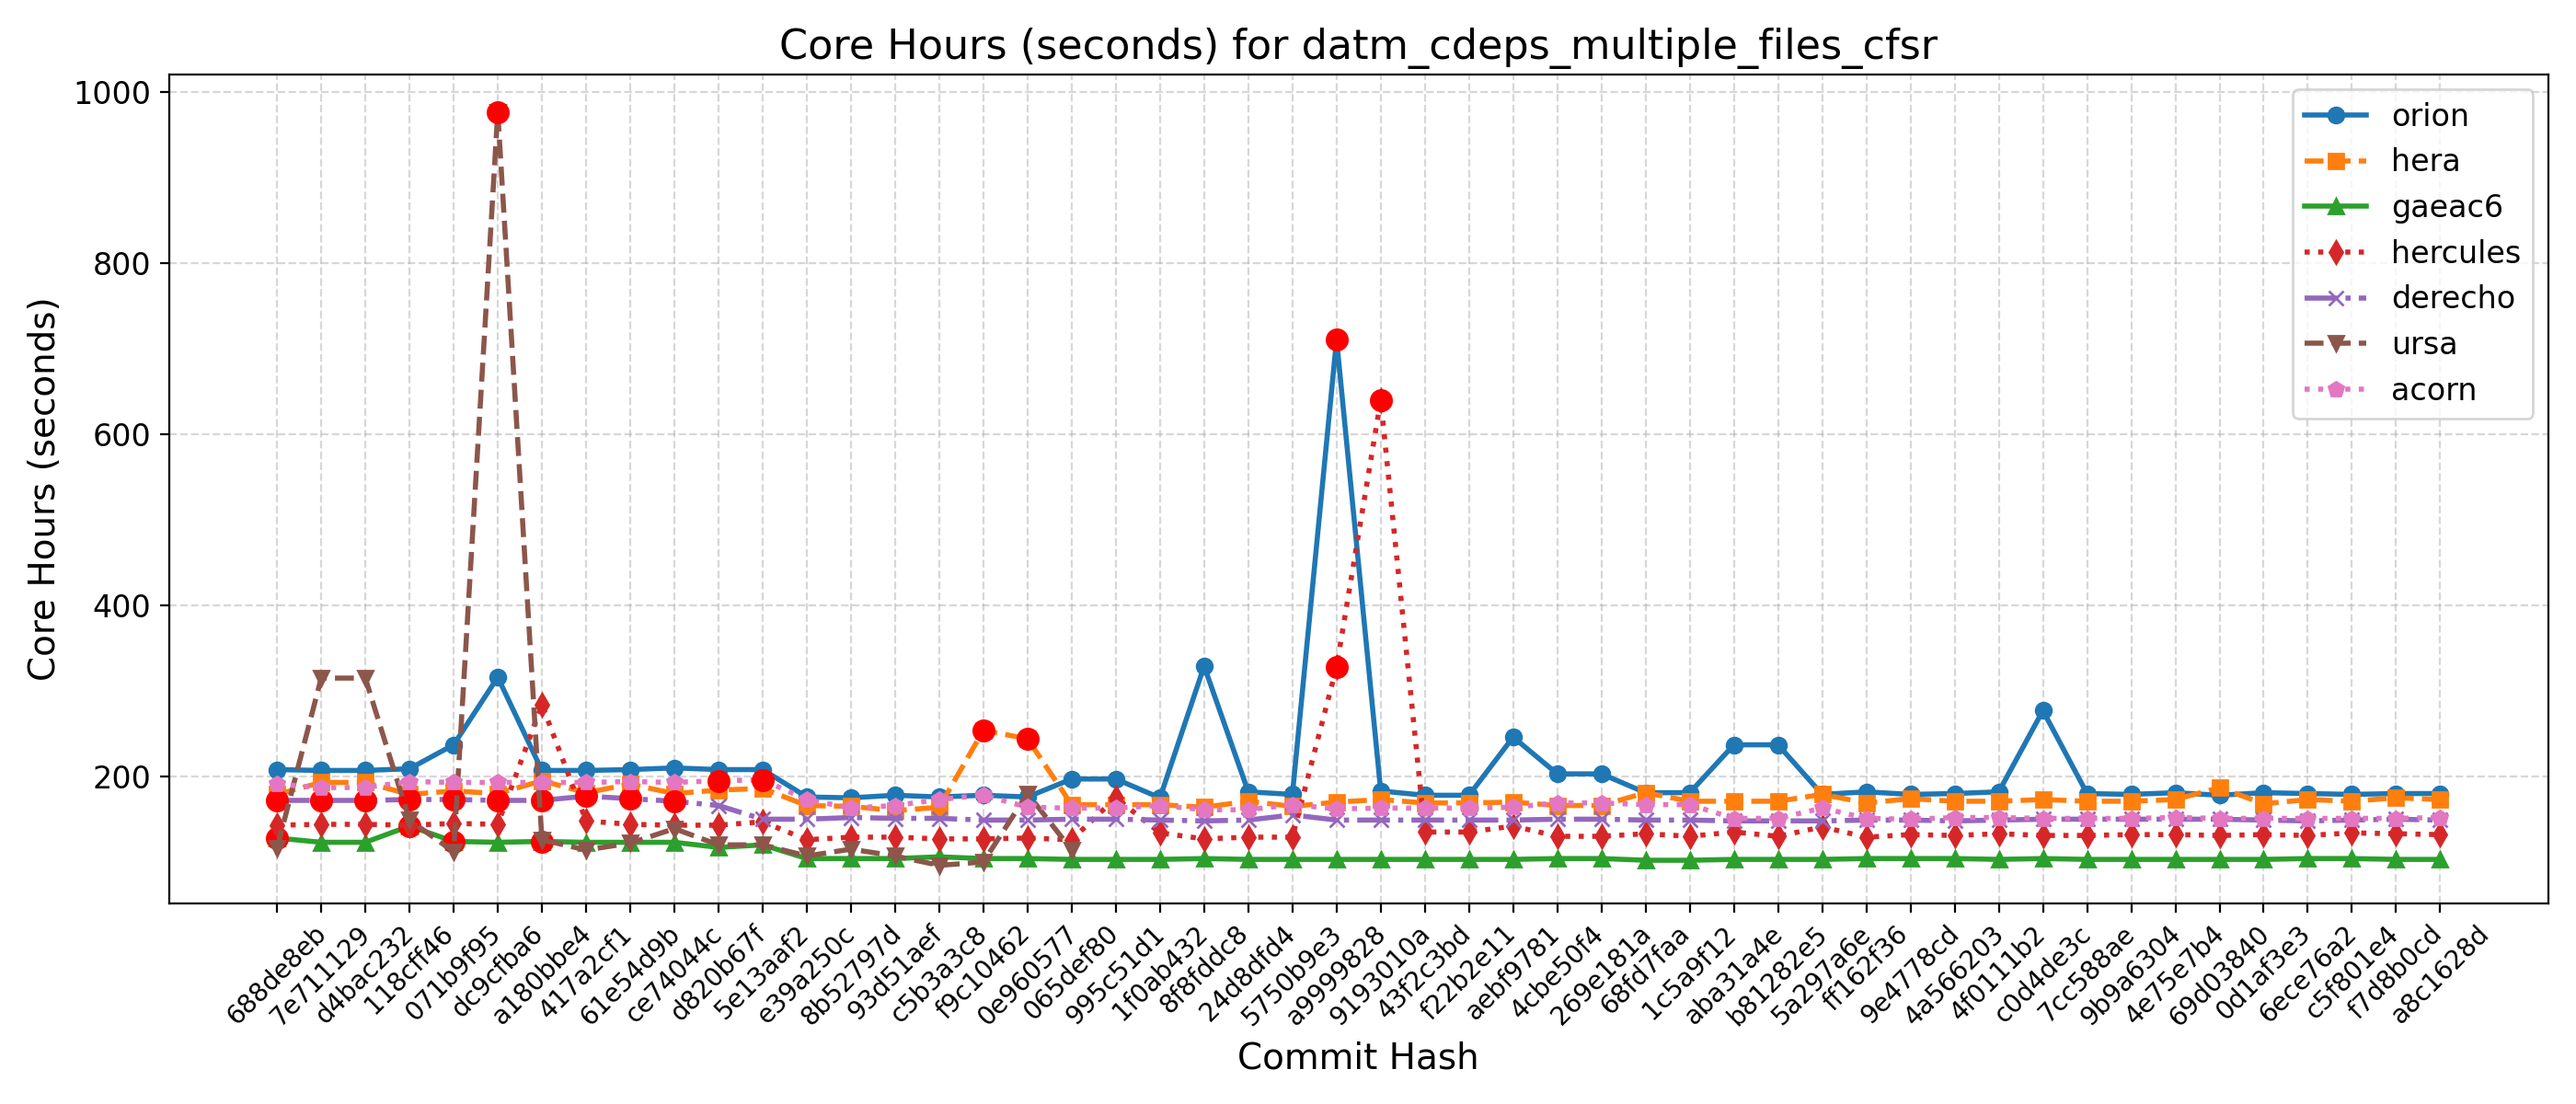 Core Hours (seconds) for datm_cdeps_multiple_files_cfsr
Core Hours (seconds)
1000
800
600
400
200
orion
hera
gaeac6
hercules
derecho
ursa
acorn
688de8eb
7e711129
d4bac232
118cff46
071b9f95
dc9cfba6
a180bbe4
417a2cf1
61e54d9b
ce74044c
d820b67f
5e13aaf2
e39a250c
8b52797d
93d51aef
c5b3a3c8
f9c10462
0e960577
065def80
995c51d1
1f0ab432
8f8fddc8
24d8dfd4
5750b9e3
a9999828
9193010a
43f2c3bd
f22b2e11
aebf9781
4cbe50f4
269e181a
68fd7faa
1c5a9f12
aba31a4e
b81282e5
5a297a6e
ff162f36
9e4778cd
4a566203
4f0111b2
c0d4de3c
7cc588ae
9b9a6304
4e75e7b4
69d03840
0d1af3e3
6ece76a2
c5f801e4
f7d8b0cd
a8c1628d
Commit Hash